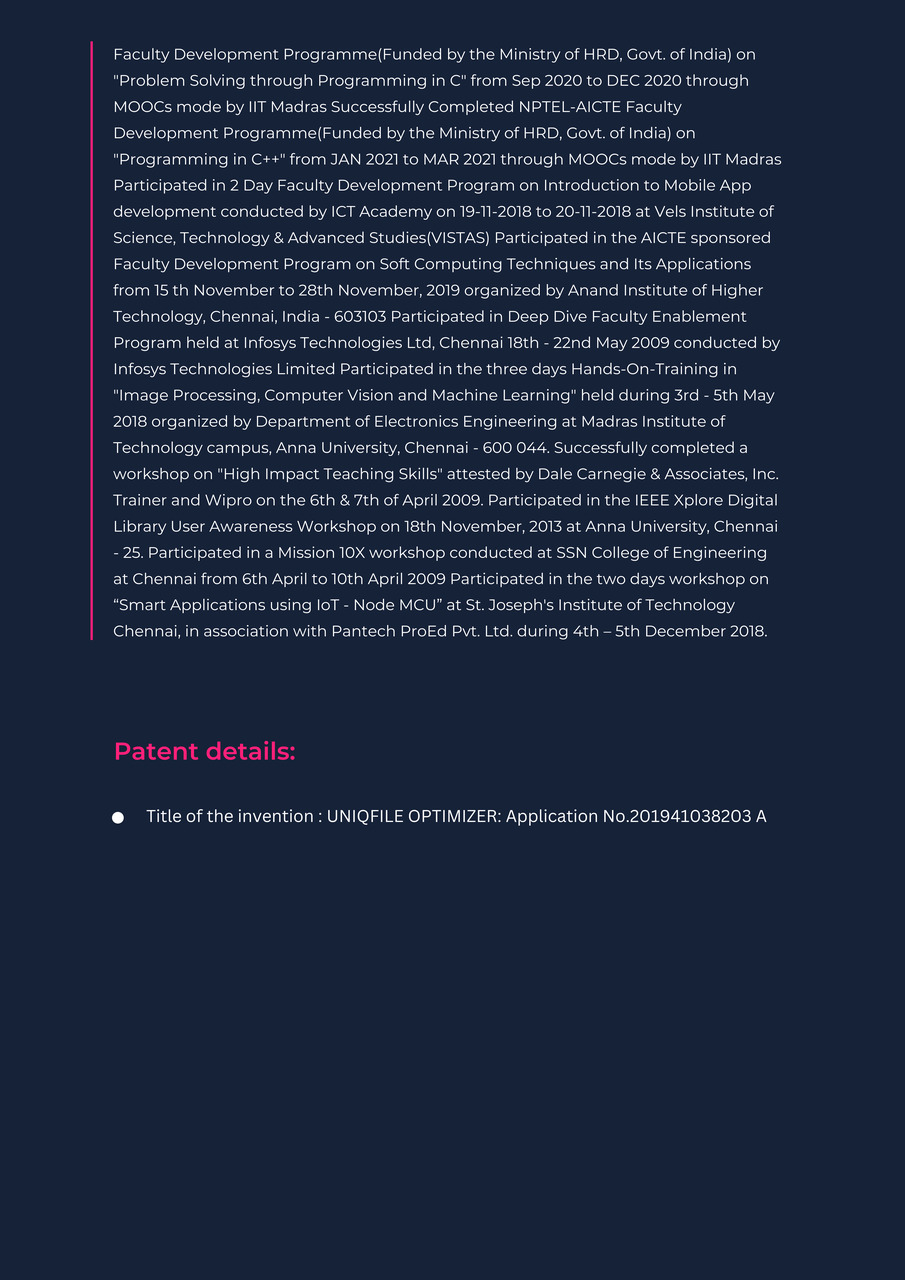 Faculty Development Programme(Funded by the Ministry of HRD, Govt. of India) on
"Problem Solving through Programming in C" from Sep 2020 to DEC 2020 through
MOOCs mode by IIT Madras Successfully Completed NPTEL-AICTE Faculty
Development Programme(Funded by the Ministry of HRD, Govt. of India) on
"Programming in C++" from JAN 2021 to MAR 2021 through MOOCs mode by IIT Madras
Participated in 2 Day Faculty Development Program on Introduction to Mobile App
development conducted by ICT Academy on 19-11-2018 to 20-11-2018 at Vels Institute of
Science, Technology & Advanced Studies(VISTAS) Participated in the AICTE sponsored
Faculty Development Program on Soft Computing Techniques and Its Applications
from 15 th November to 28th November, 2019 organized by Anand Institute of Higher
Technology, Chennai, India - 603103 Participated in Deep Dive Faculty Enablement
Program held at Infosys Technologies Ltd, Chennai 18th - 22nd May 2009 conducted by
Infosys Technologies Limited Participated in the three days Hands-On-Training in
"Image Processing, Computer Vision and Machine Learning" held during 3rd - 5th May
2018 organized by Department of Electronics Engineering at Madras Institute of
Technology campus, Anna University, Chennai - 600 044. Successfully completed a
workshop on "High Impact Teaching Skills" attested by Dale Carnegie & Associates, Inc.
Trainer and Wipro on the 6th & 7th of April 2009. Participated in the IEEE Xplore Digital
Library User Awareness Workshop on 18th November, 2013 at Anna University, Chennai
- 25. Participated in a Mission 10X workshop conducted at SSN College of Engineering
at Chennai from 6th April to 10th April 2009 Participated in the two days workshop on
“Smart Applications using IoT - Node MCU” at St. Joseph's Institute of Technology
Chennai, in association with Pantech ProEd Pvt. Ltd. during 4th – 5th December 2018.
Patent details:
● Title of the invention : UNIQFILE OPTIMIZER: Application No.201941038203 A